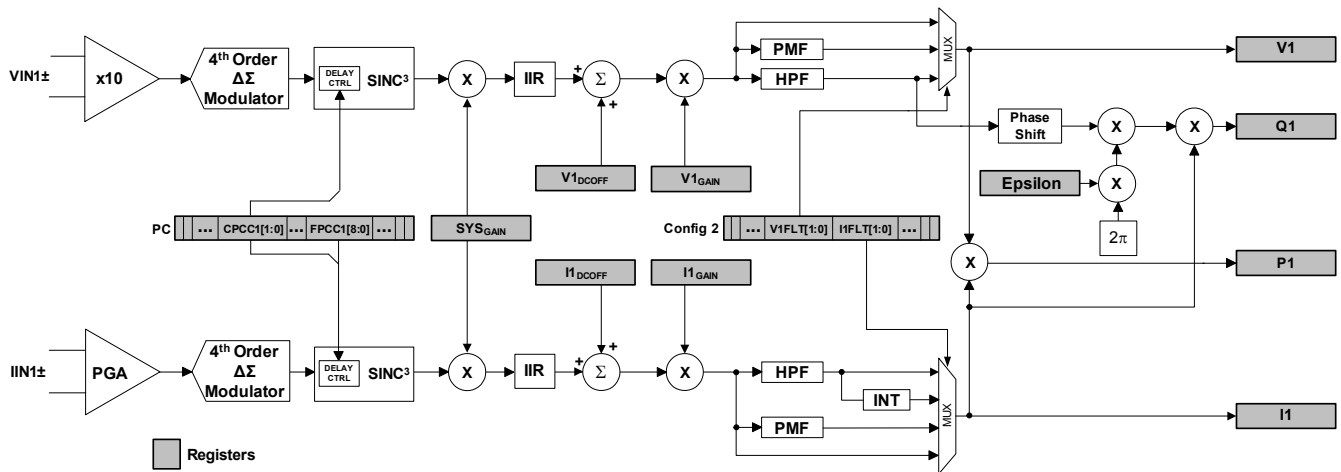 VIN1±
x10
4th Order
ΔΣ
Modulator
DELAY
CTRL
SINC3
X
IIR
Σ
+
+
X
PMF
HPF
MUX
V1
Phase
Shift
X
X
Q1
V1DCOFF
V1GAIN
Epsilon
X
2π
PC
... CPCC1[1:0] ... FPCC1[8:0] ...
SYSGAIN
Config 2
... V1FLT[1:0] I1FLT[1:0] ...
X
P1
I1DCOFF
I1GAIN
IIN1±
PGA
4th Order
ΔΣ
Modulator
DELAY
CTRL
SINC3
X
IIR
+
+
Σ
X
HPF
INT
PMF
MUX
I1
Registers